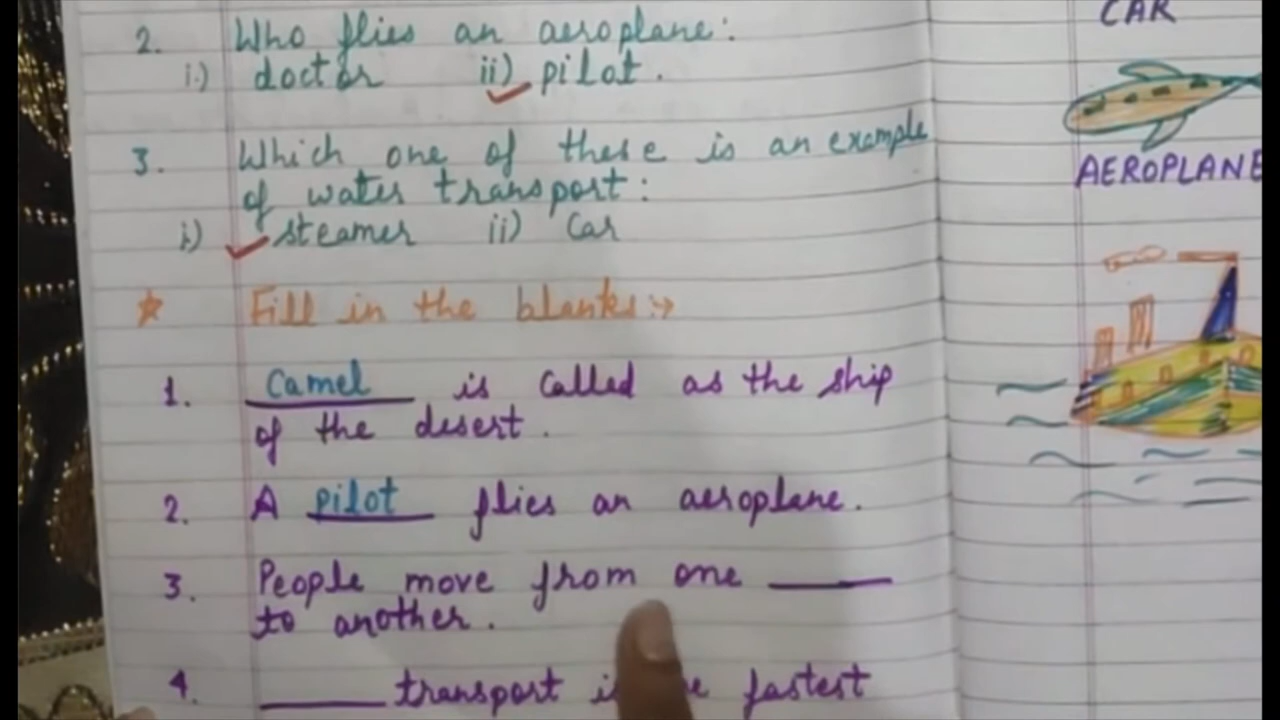 2. Who flies an aeroplane:
i.) doctor ii) pilot.
3. Which one of these is an example
of water transport:
i) steamer ii) Car
Fill in the blanks:→
1. Camel is called as the ship
of the desert.
2. A pilot flies an aeroplane.
3. People move from one ____
to another.
4. ____ transport fastest
CAR
AEROPLANE